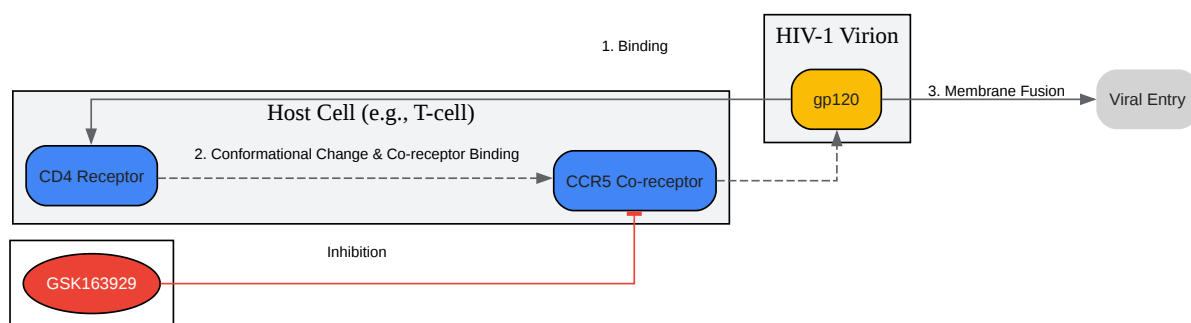 HIV-1 Virion
1. Binding
gp120
3. Membrane Fusion
Viral Entry
Host Cell (e.g., T-cell)
2. Conformational Change & Co-receptor Binding
CD4 Receptor
CCR5 Co-receptor
Inhibition
GSK163929